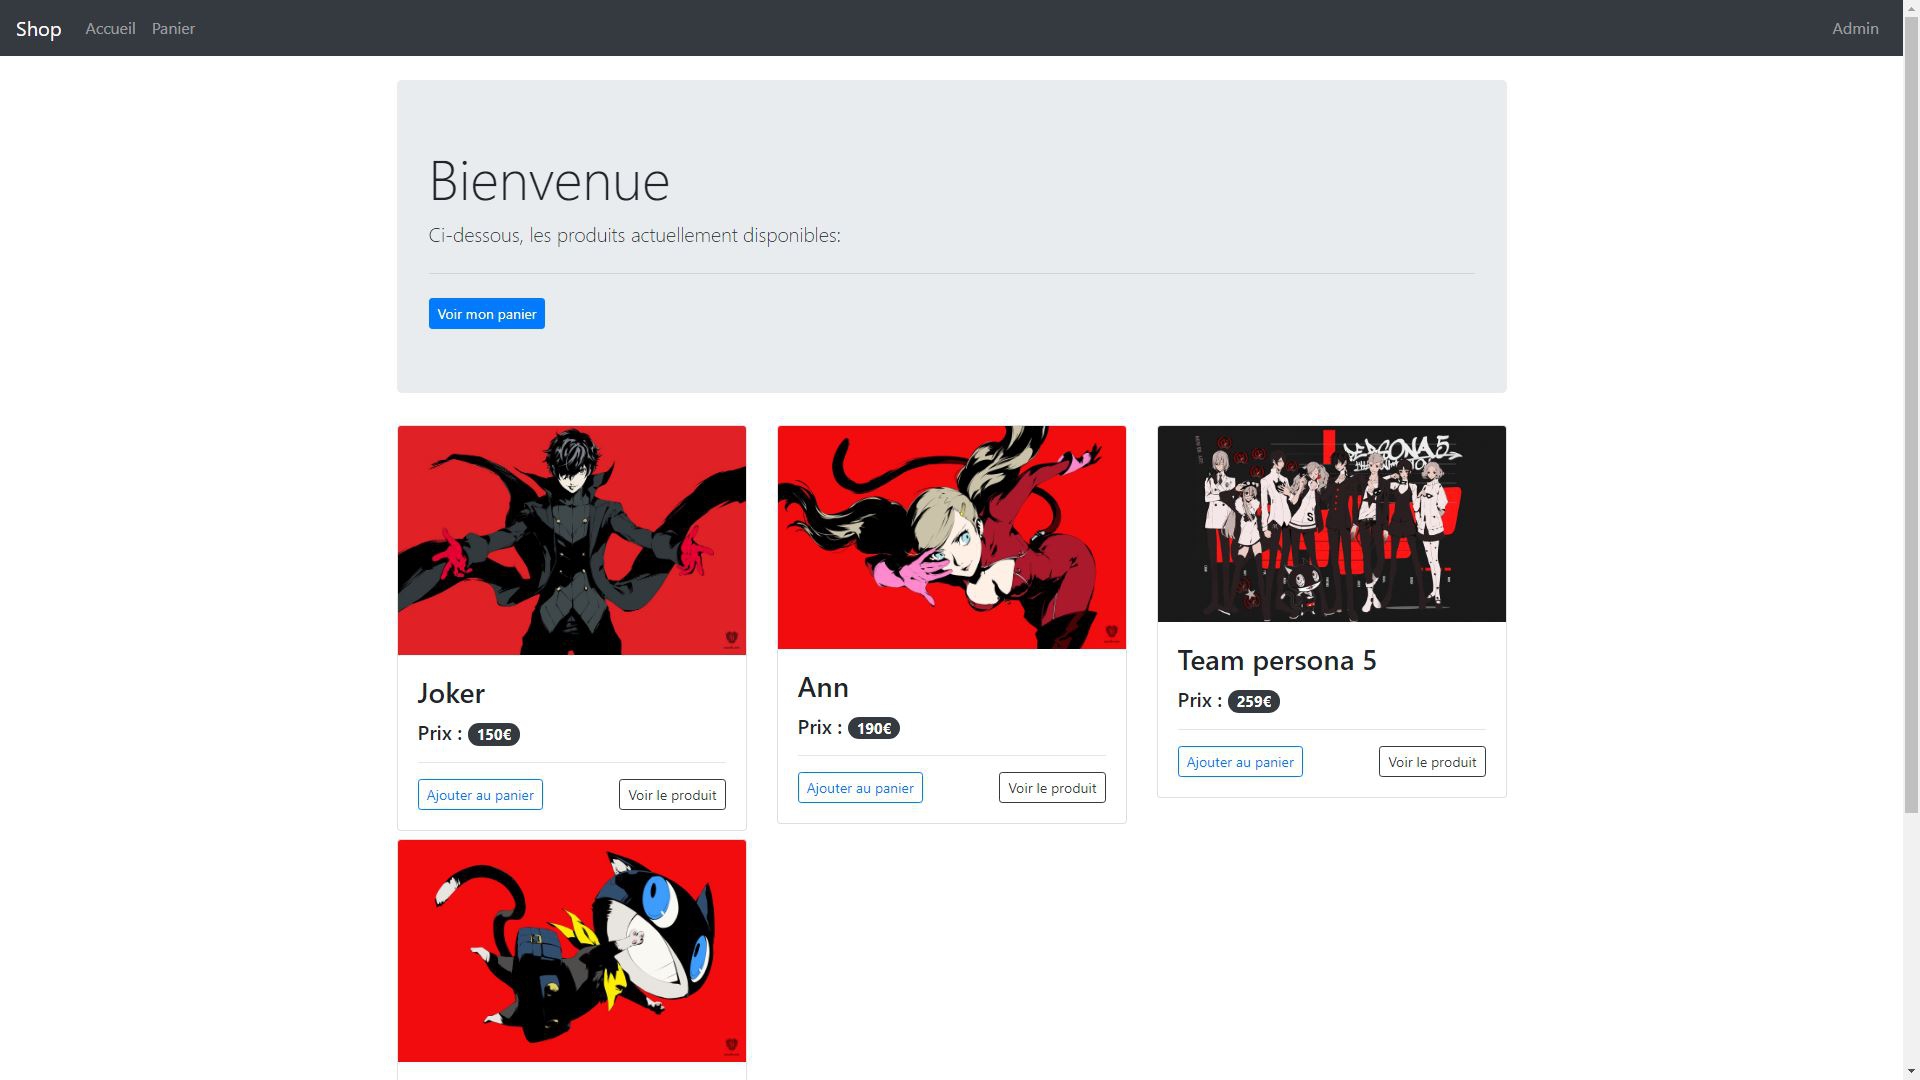 Shop Accueil Panier Admin
Bienvenue
Ci-dessous, les produits actuellement disponibles:
Voir mon panier
PERSONA 5
Joker
Prix : 150€
Ajouter au panier Voir le produit
Ann
Prix : 190€
Ajouter au panier Voir le produit
Team persona 5
Prix : 259€
Ajouter au panier Voir le produit